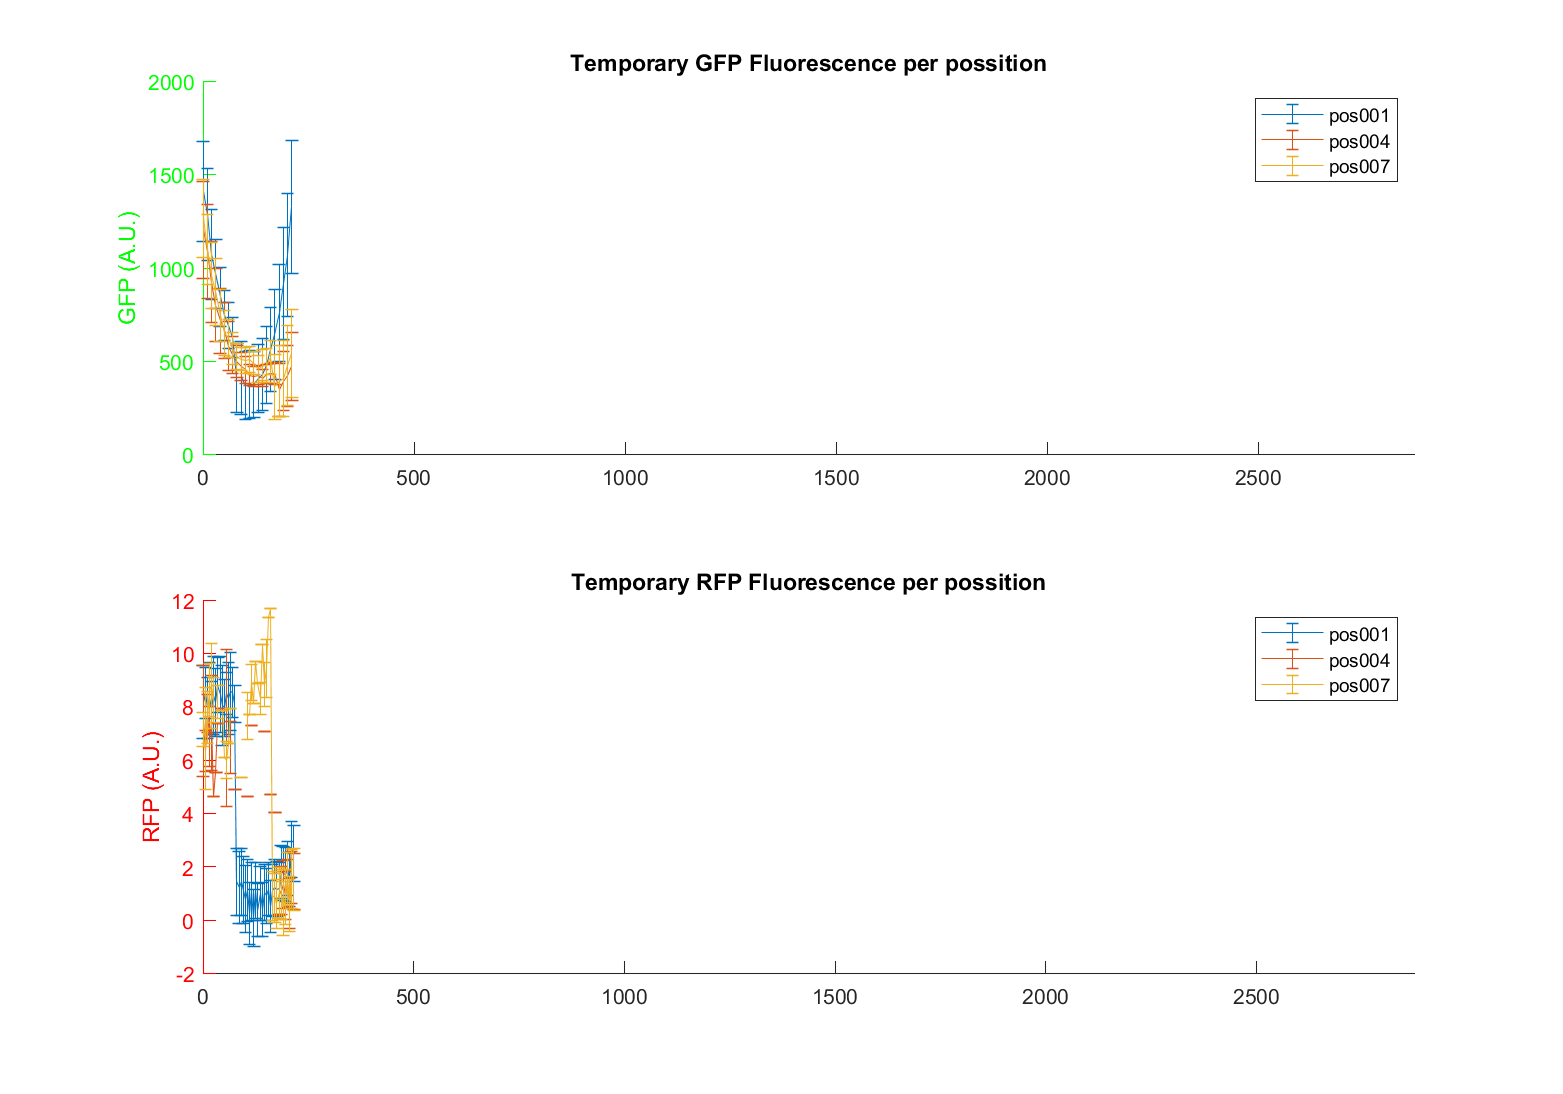 Temporary GFP Fluorescence per possition
2000
1500
1000
500
0
GFP (A.U.)
pos001
pos004
pos007
0 500 1000 1500 2000 2500
Temporary RFP Fluorescence per possition
12
10
8
6
4
2
0
-2
RFP (A.U.)
pos001
pos004
pos007
0 500 1000 1500 2000 2500